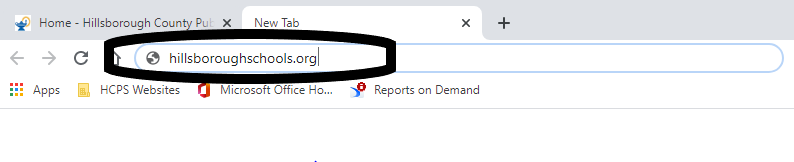 Home - Hillsborough County Pub New Tab
hillsboroughschools.org
Apps HCPS Websites Microsoft Office Ho... Reports on Demand